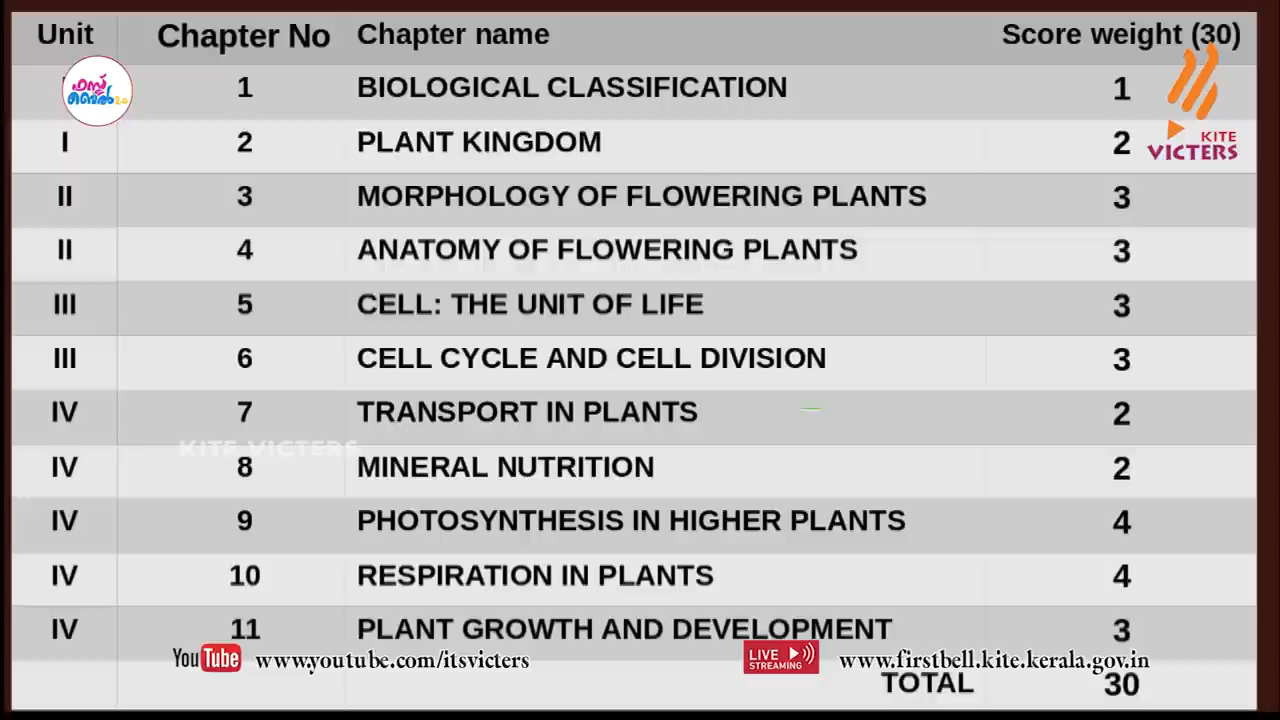 Unit Chapter No Chapter name Score weight (30)
1 BIOLOGICAL CLASSIFICATION 1
I 2 PLANT KINGDOM 2
II 3 MORPHOLOGY OF FLOWERING PLANTS 3
II 4 ANATOMY OF FLOWERING PLANTS 3
III 5 CELL: THE UNIT OF LIFE 3
III 6 CELL CYCLE AND CELL DIVISION 3
IV 7 TRANSPORT IN PLANTS 2
IV 8 MINERAL NUTRITION 2
IV 9 PHOTOSYNTHESIS IN HIGHER PLANTS 4
IV 10 RESPIRATION IN PLANTS 4
IV 11 PLANT GROWTH AND DEVELOPMENT 3
TOTAL 30
ഫസ്റ്റ്
ബെൽ 2.0
KITE
VICTERS
KITE VICTERS
YouTube www.youtube.com/itsvicters
LIVE
STREAMING
www.firstbell.kite.kerala.gov.in